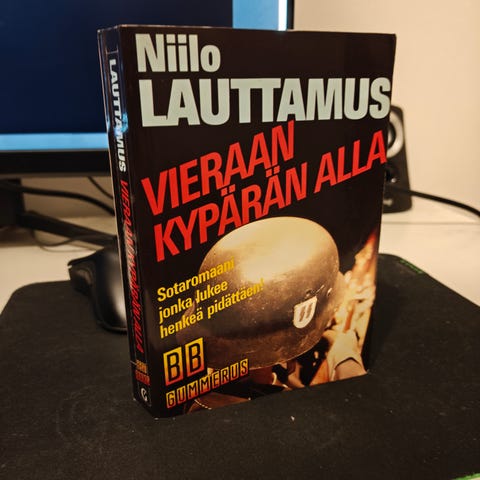 Niilo
LAUTTAMUS
VIERAAN
KYPÄRÄN ALLA
Sotaromaani
jonka lukee
henkeä pidättäen!
BB
GUMMERUS
LAUTTAMUS VIERAAN KYPÄRÄN ALLA